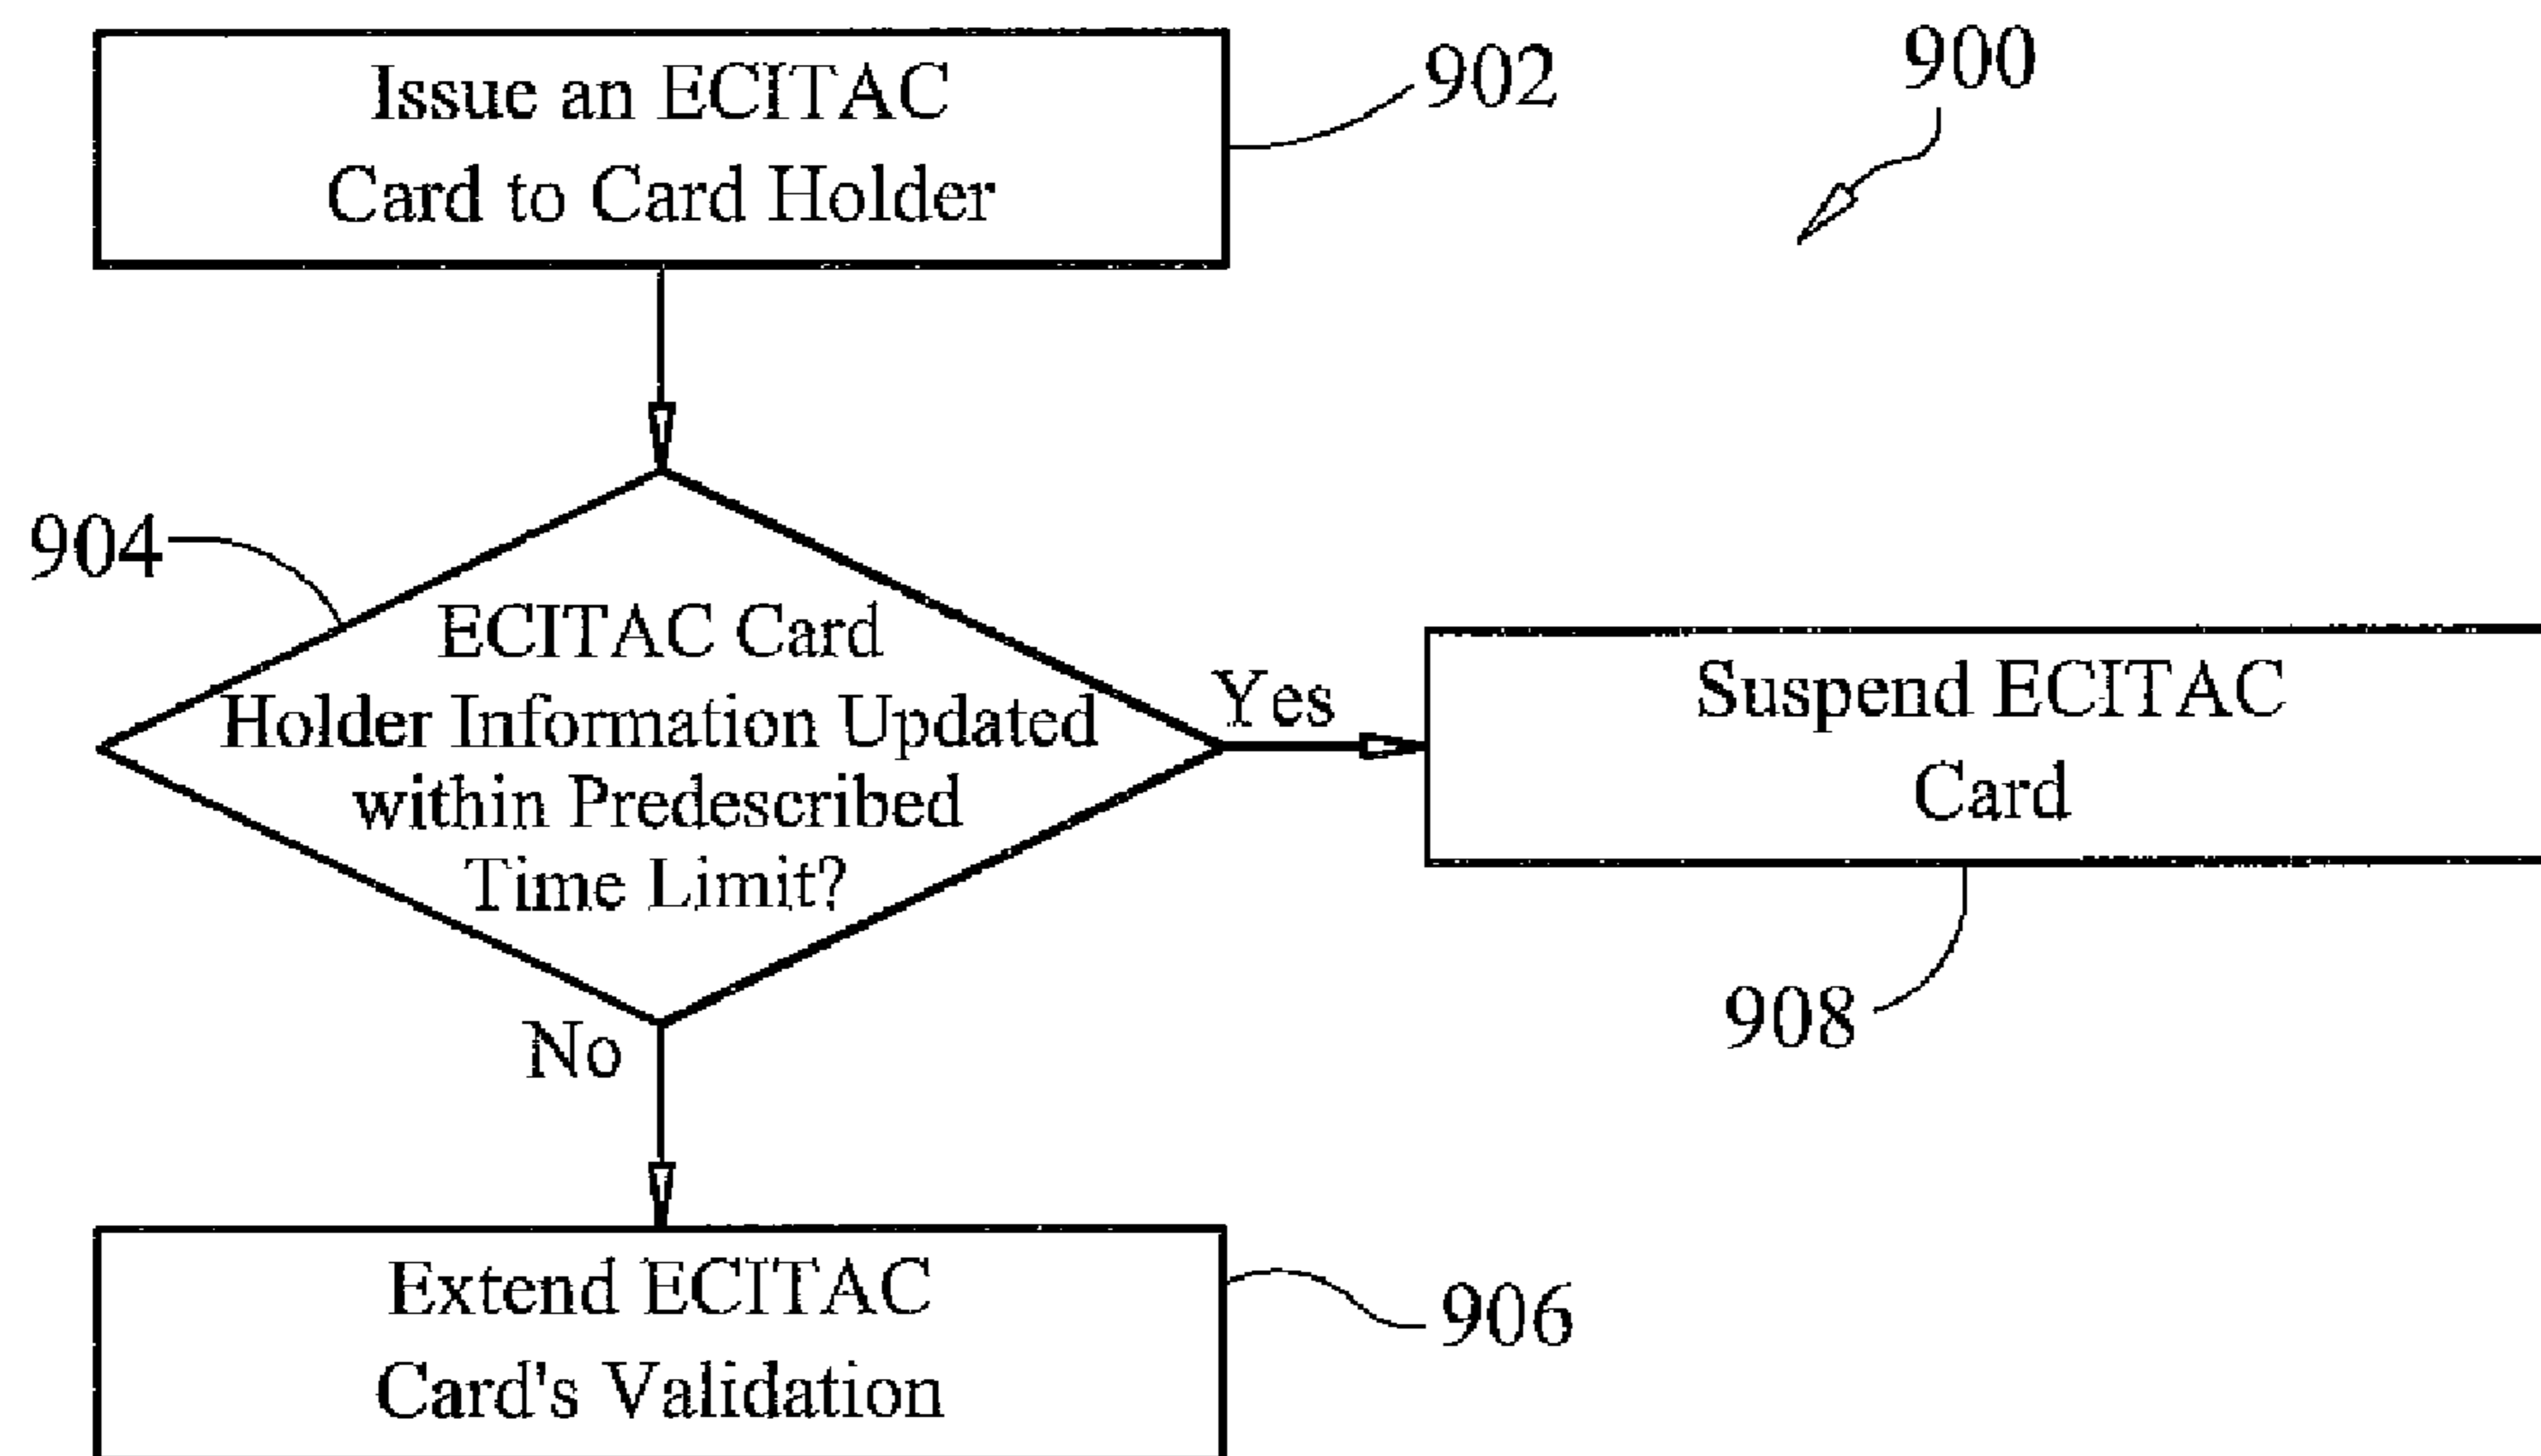 Issue an ECITAC
Card to Card Holder
902
900
904
ECITAC Card
Holder Information Updated
within Predescribed
Time Limit?
Yes
Suspend ECITAC
Card
908
No
Extend ECITAC
Card's Validation
906